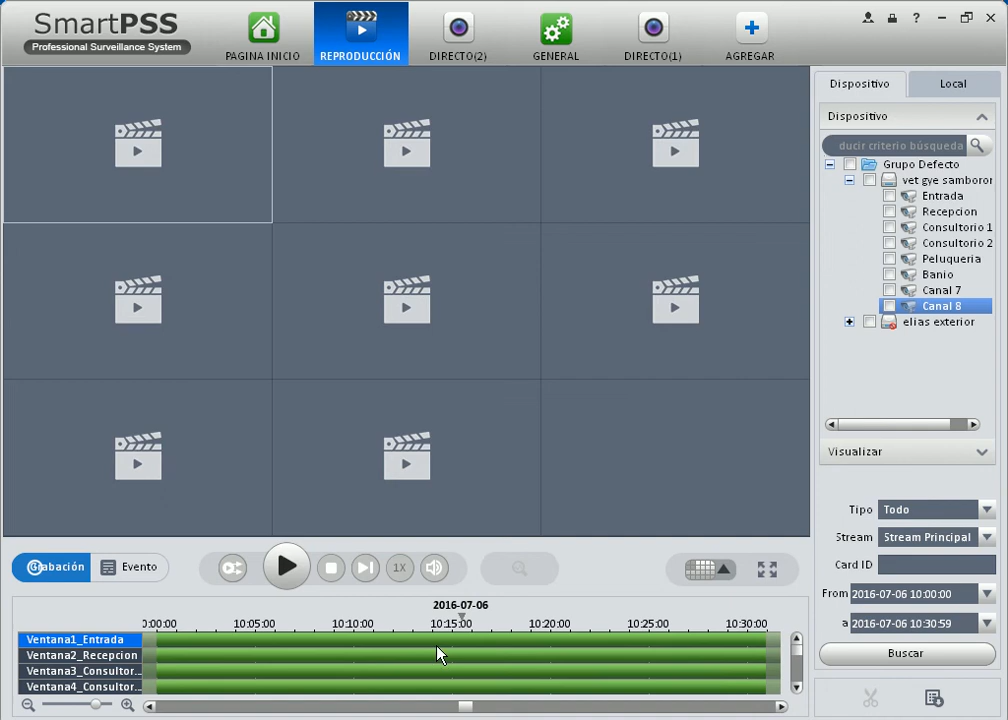 SmartPSS
Professional Surveillance System
PAGINA INICIO
REPRODUCCIÓN
DIRECTO(2)
GENERAL
DIRECTO(1)
AGREGAR
Dispositivo
Local
Dispositivo
ducir criterio búsqueda
Grupo Defecto
vet gye samboron
Entrada
Recepcion
Consultorio 1
Consultorio 2
Peluqueria
Banio
Canal 7
Canal 8
elias exterior
Visualizar
Tipo Todo
Stream Stream Principal
Card ID
From 2016-07-06 10:00:00
a 2016-07-06 10:30:59
Buscar
Grabación
Evento
1X
2016-07-06
0:00:00 10:05:00 10:10:00 10:15:00 10:20:00 10:25:00 10:30:00
Ventana1_Entrada
Ventana2_Recepcion
Ventana3_Consultor...
Ventana4_Consultor...